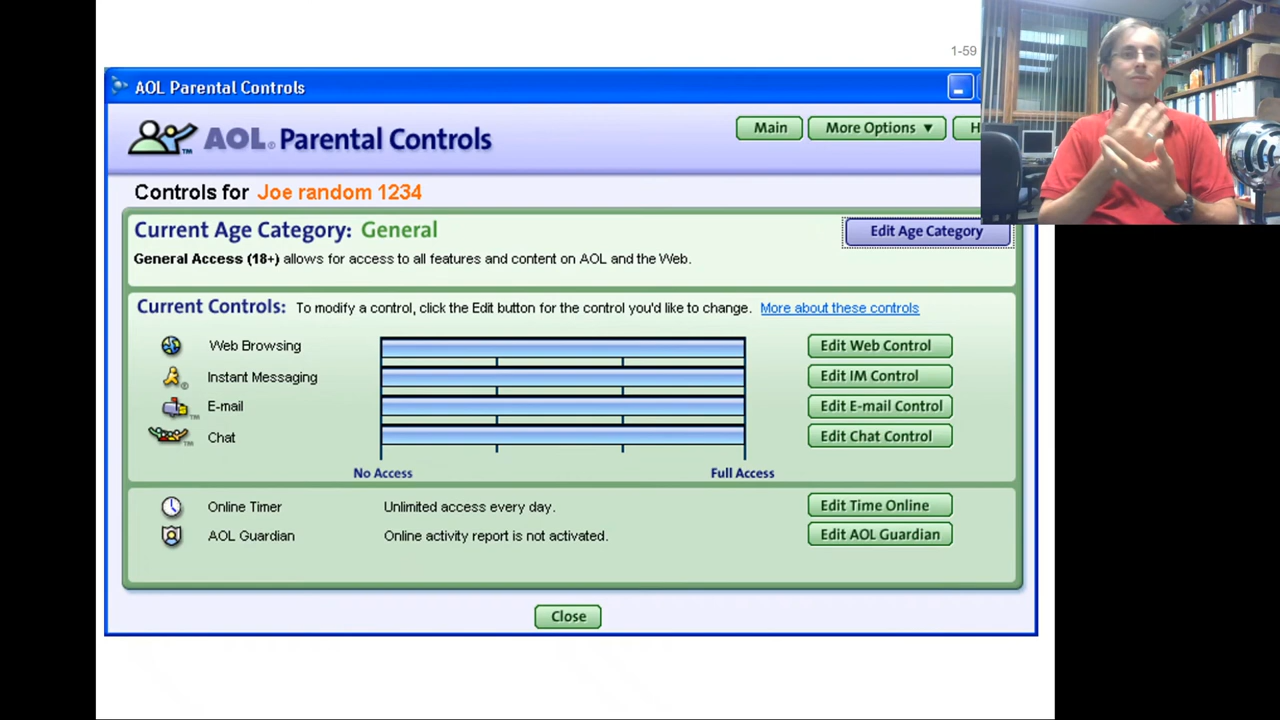 1-59
AOL Parental Controls
AOL® Parental Controls
Main
More Options ▼
H
Controls for Joe random 1234
Current Age Category: General
Edit Age Category
General Access (18+) allows for access to all features and content on AOL and the Web.
Current Controls: To modify a control, click the Edit button for the control you'd like to change. More about these controls
Web Browsing
Edit Web Control
Instant Messaging
Edit IM Control
E-mail
Edit E-mail Control
Chat
Edit Chat Control
No Access
Full Access
Online Timer
Unlimited access every day.
Edit Time Online
AOL Guardian
Online activity report is not activated.
Edit AOL Guardian
Close